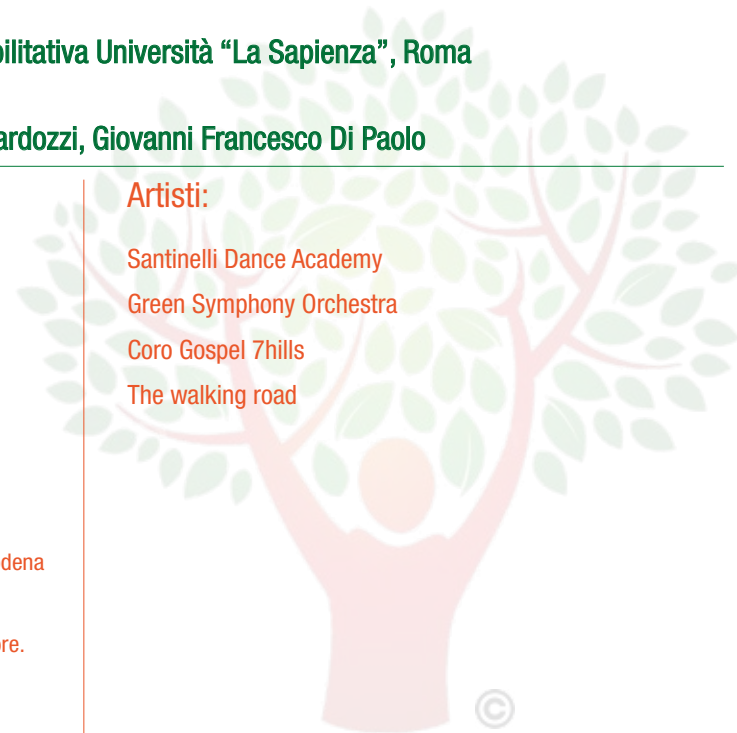 bilitativa Università “La Sapienza”, Roma
ardozzi, Giovanni Francesco Di Paolo
Artisti:
Santinelli Dance Academy
Green Symphony Orchestra
Coro Gospel 7hills
The walking road
dena
ore.
©